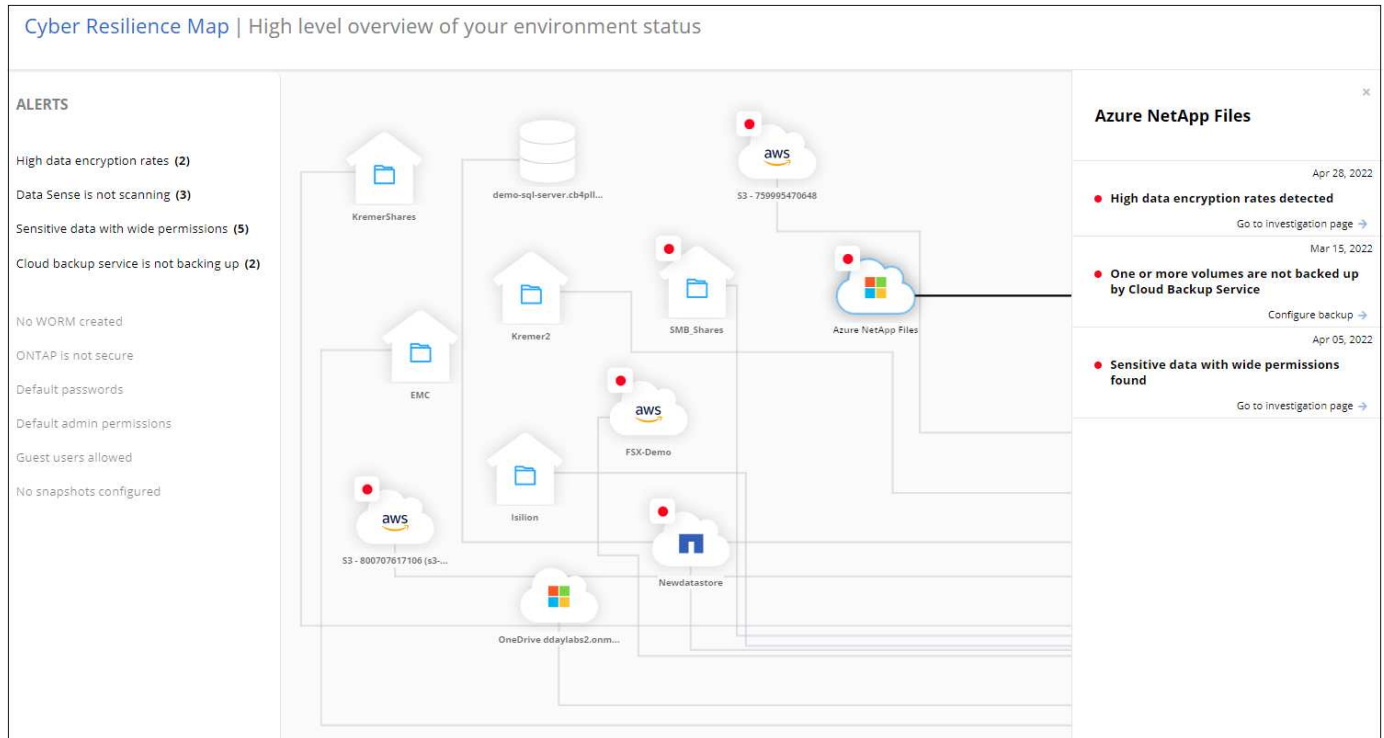 Cyber Resilience Map | High level overview of your environment status
ALERTS
High data encryption rates (2)
Data Sense is not scanning (3)
Sensitive data with wide permissions (5)
Cloud backup service is not backing up (2)
No WORM created
ONTAP is not secure
Default passwords
Default admin permissions
Guest users allowed
No snapshots configured
KremerShares
demo-sql-server.cb4pll...
aws
S3 - 759995470648
Kremer2
SMB_Shares
Azure NetApp Files
EMC
aws
FSX-Demo
Isilion
aws
S3 - 800707617106 (s3-...
Newdatastore
OneDrive ddaylabs2.onm...
×
Azure NetApp Files
Apr 28, 2022
High data encryption rates detected
Go to investigation page →
Mar 15, 2022
One or more volumes are not backed up
by Cloud Backup Service
Configure backup →
Apr 05, 2022
Sensitive data with wide permissions
found
Go to investigation page →